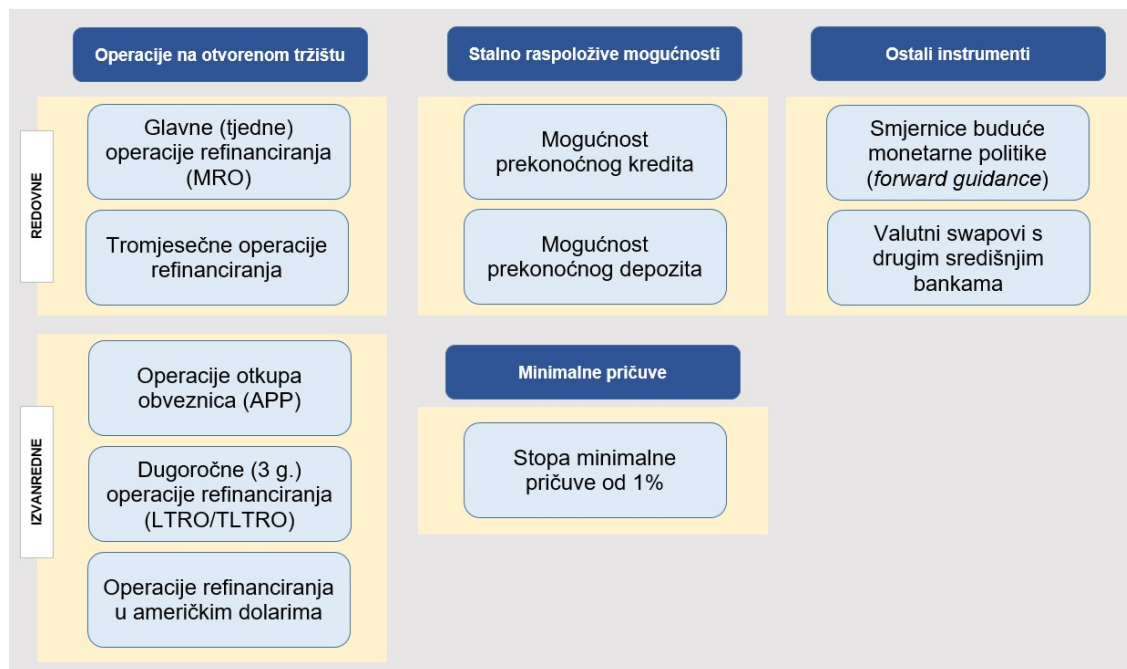 Operacije na otvorenom tržištu
Stalno raspoložive mogućnosti
Ostali instrumenti
REDOVNE
Glavne (tjedne)
operacije refinanciranja
(MRO)
Tromjesečne operacije
refinanciranja
Mogućnost
prekonoćnog kredita
Mogućnost
prekonoćnog depozita
Smjernice buduće
monetarne politike
(forward guidance)
Valutni swapovi s
drugim središnjim
bankama
IZVANREDNE
Operacije otkupa
obveznica (APP)
Dugoročne (3 g.)
operacije refinanciranja
(LTRO/TLTRO)
Operacije refinanciranja
u američkim dolarima
Minimalne pričuve
Stopa minimalne
pričuve od 1%